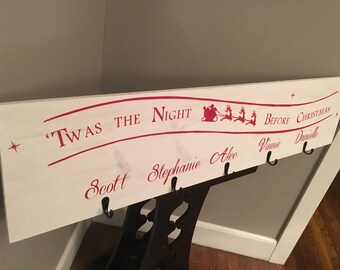 'Twas the Night Before Christmas
Scott Stephanie Alec Vinnie Danielle